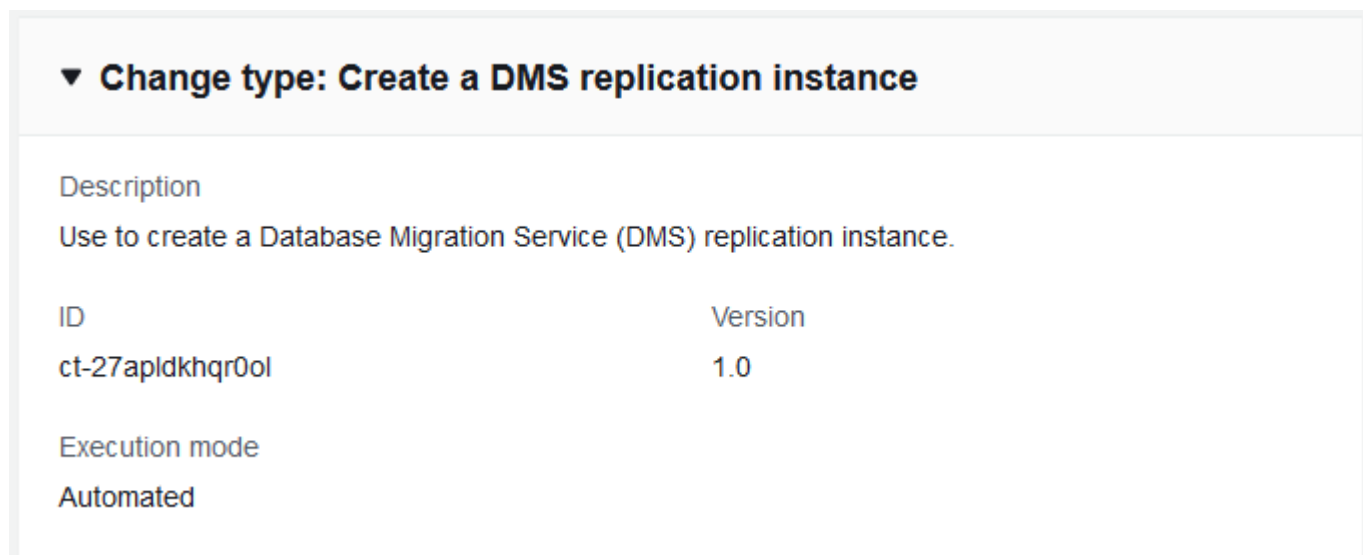 ▼ Change type: Create a DMS replication instance
Description
Use to create a Database Migration Service (DMS) replication instance.
ID Version
ct-27apldkhqr0ol 1.0
Execution mode
Automated